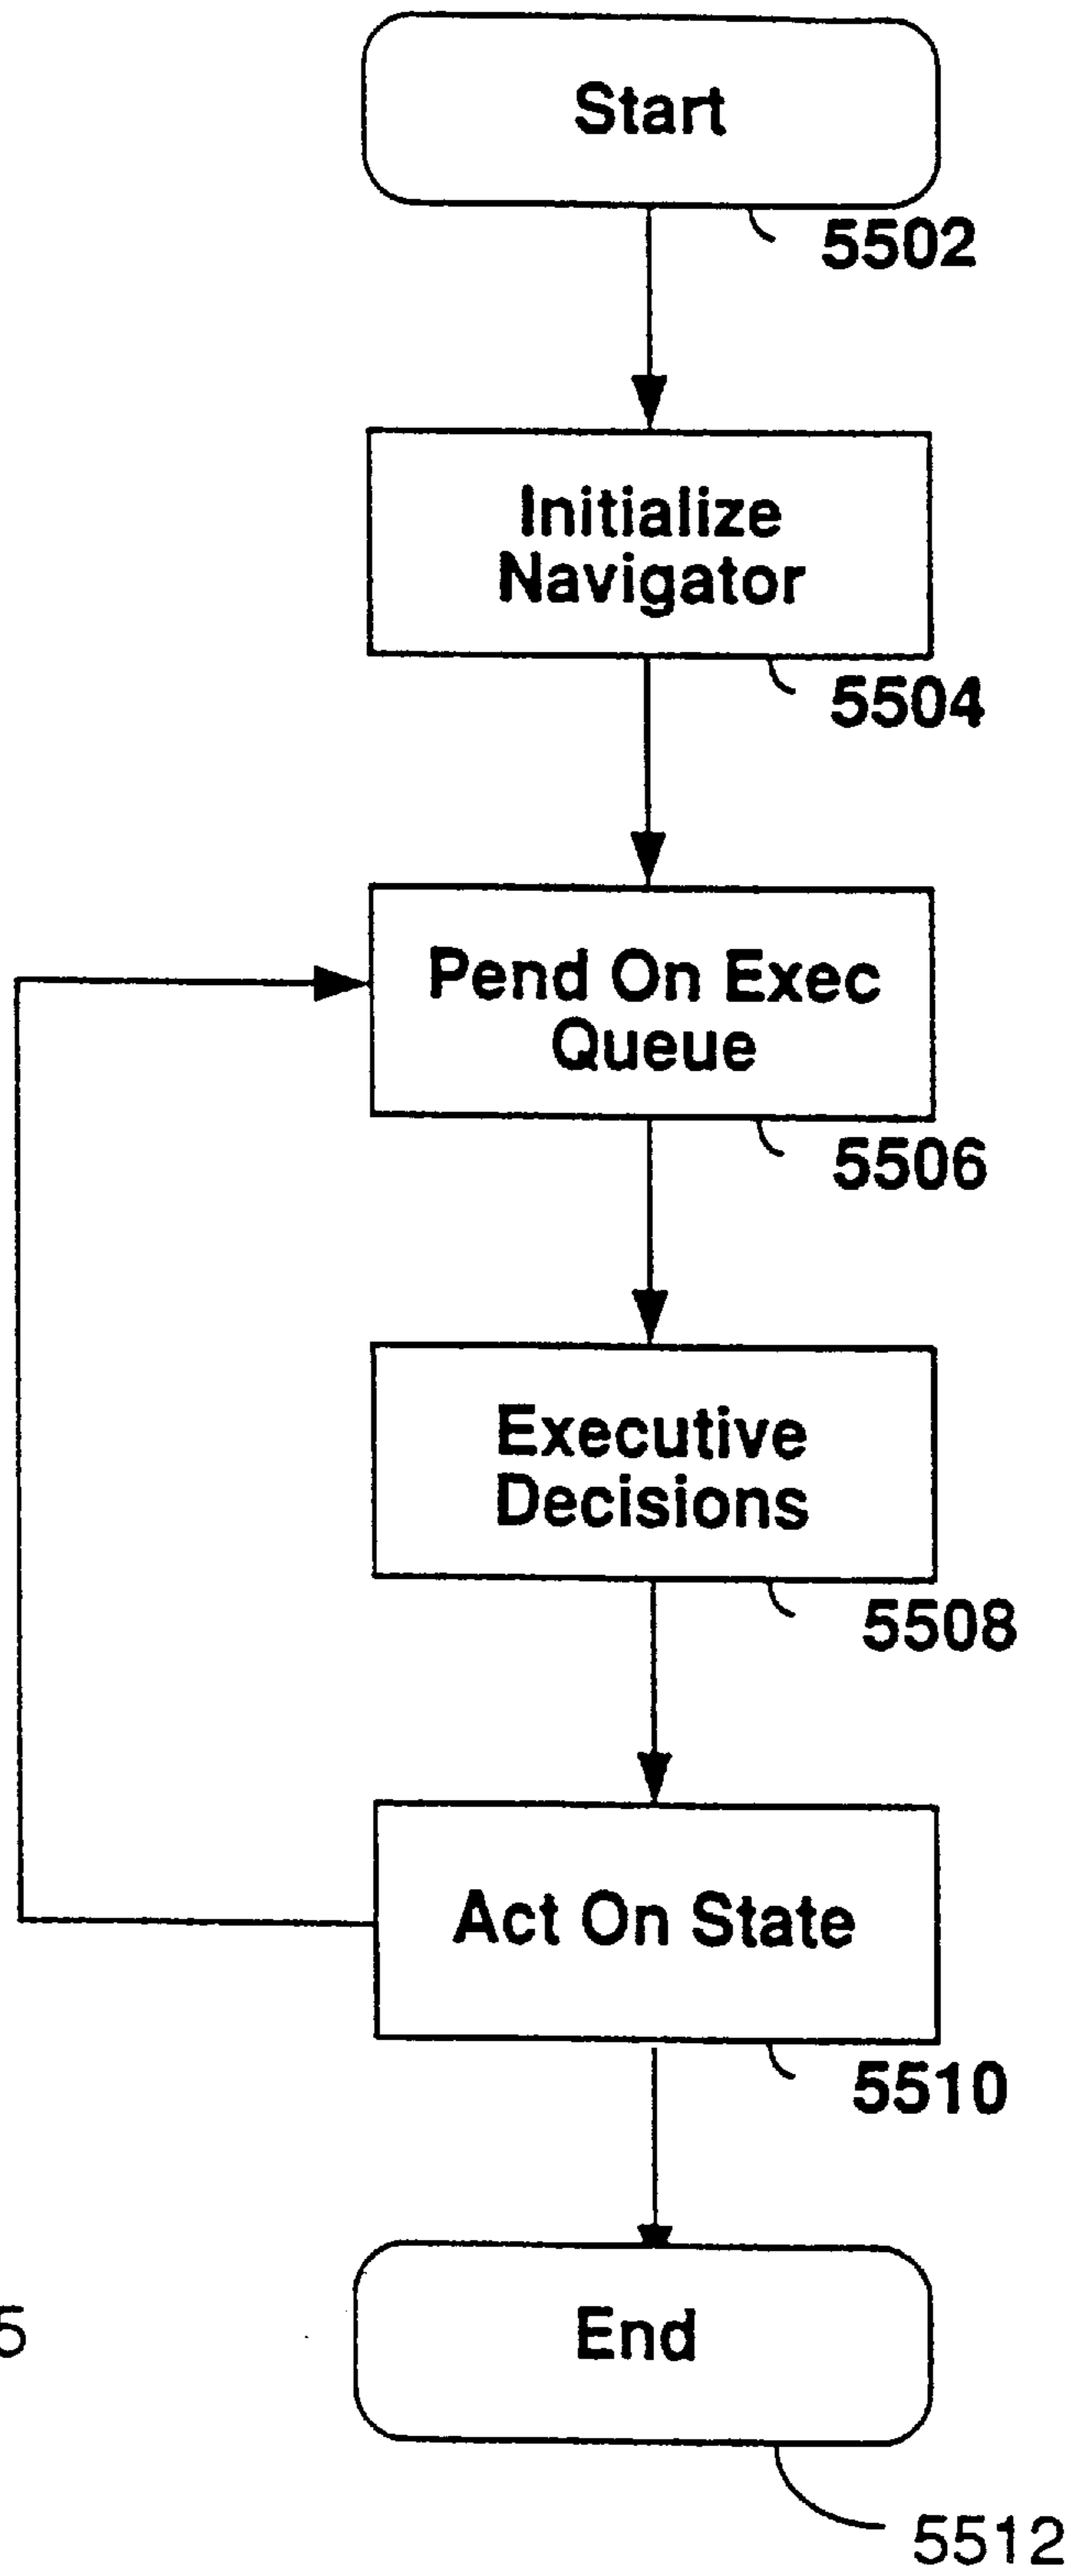 Start
5502
Initialize
Navigator
5504
Pend On Exec
Queue
5506
Executive
Decisions
5508
Act On State
5510
5
End
5512